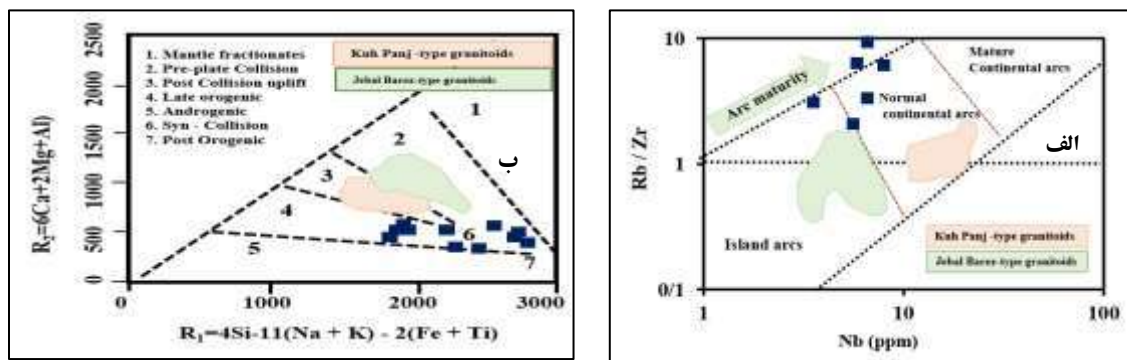 2500
2000
1500
1000
500
0
R₂=6Ca+2Mg+Al)
1. Mantle fractionates
2. Pre-plate Collision
3. Post Collision uplift
4. Late orogenic
5. Androgenic
6. Syn - Collision
7. Post Orogenic
Kuh Panj-type granitoids
Jebal Barez-type granitoids
1
2
3
4
5
6
7
ب
0
1000
2000
3000
R₁=4Si-11(Na + K) - 2(Fe + Ti)
10
1
0/1
Rb / Zr
Arc maturity
Mature
Continental arcs
Normal
continental arcs
الف
Island arcs
Kuh Panj -type granitoids
Jebal Barez-type granitoids
1
10
100
Nb (ppm)